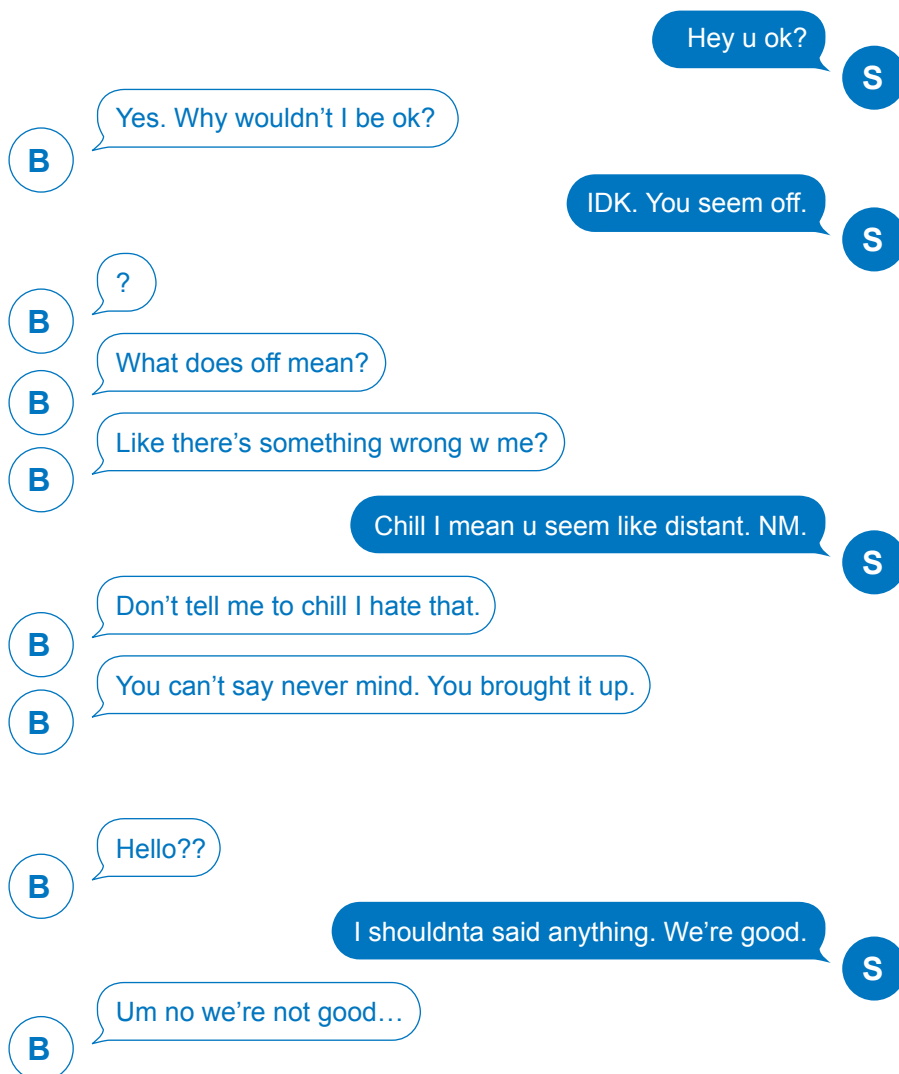 Hey u ok?
S
Yes. Why wouldn’t I be ok?
B
IDK. You seem off.
S
?
B
What does off mean?
B
Like there’s something wrong w me?
B
Chill I mean u seem like distant. NM.
S
Don’t tell me to chill I hate that.
B
You can’t say never mind. You brought it up.
B
Hello??
B
I shouldnta said anything. We’re good.
S
Um no we’re not good…
B